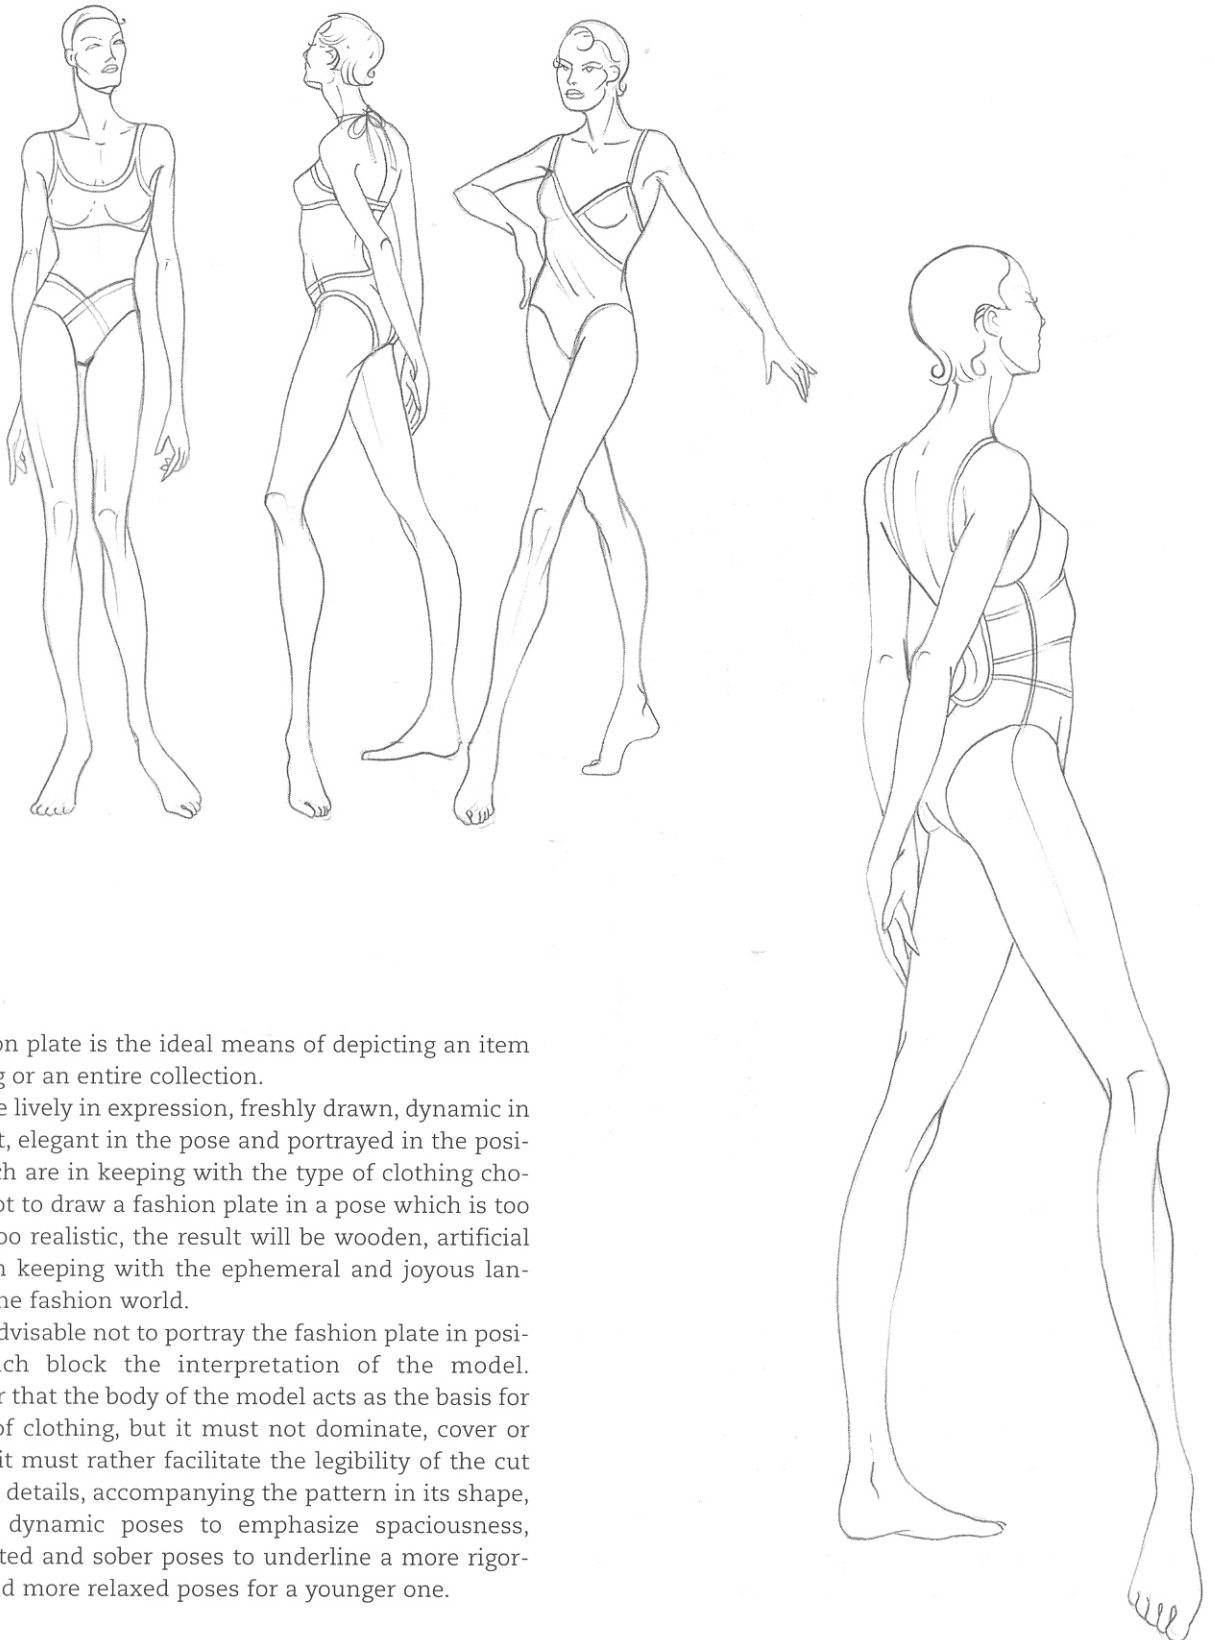 on plate is the ideal means of depicting an item
g or an entire collection.
e lively in expression, freshly drawn, dynamic in
t, elegant in the pose and portrayed in the posi-
ch are in keeping with the type of clothing cho-
ot to draw a fashion plate in a pose which is too
oo realistic, the result will be wooden, artificial
n keeping with the ephemeral and joyous lan-
he fashion world.
dvisable not to portray the fashion plate in posi-
ch block the interpretation of the model.
r that the body of the model acts as the basis for
of clothing, but it must not dominate, cover or
it must rather facilitate the legibility of the cut
details, accompanying the pattern in its shape,
dynamic poses to emphasize spaciousness,
ted and sober poses to underline a more rigor-
d more relaxed poses for a younger one.